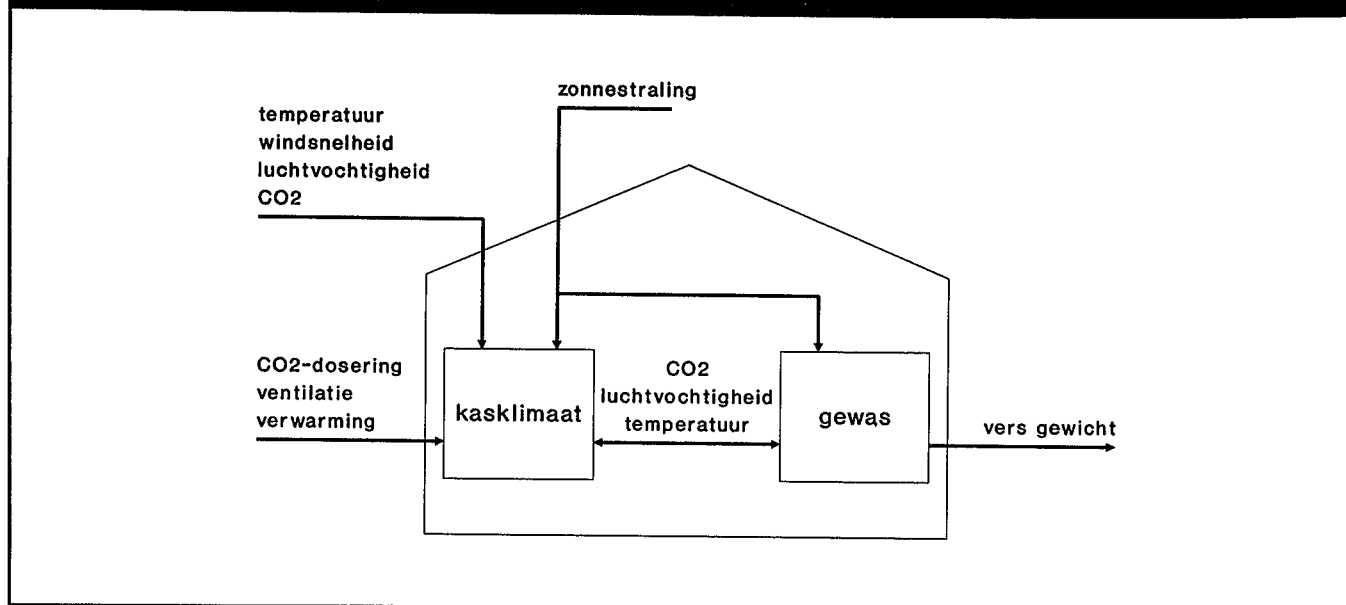 zonnestraling
temperatuur
windsnelheid
luchtvochtigheid
CO2
CO2-dosering
ventilatie
verwarming
kasklimaat
CO2
luchtvochtigheid
temperatuur
gewas
vers gewicht